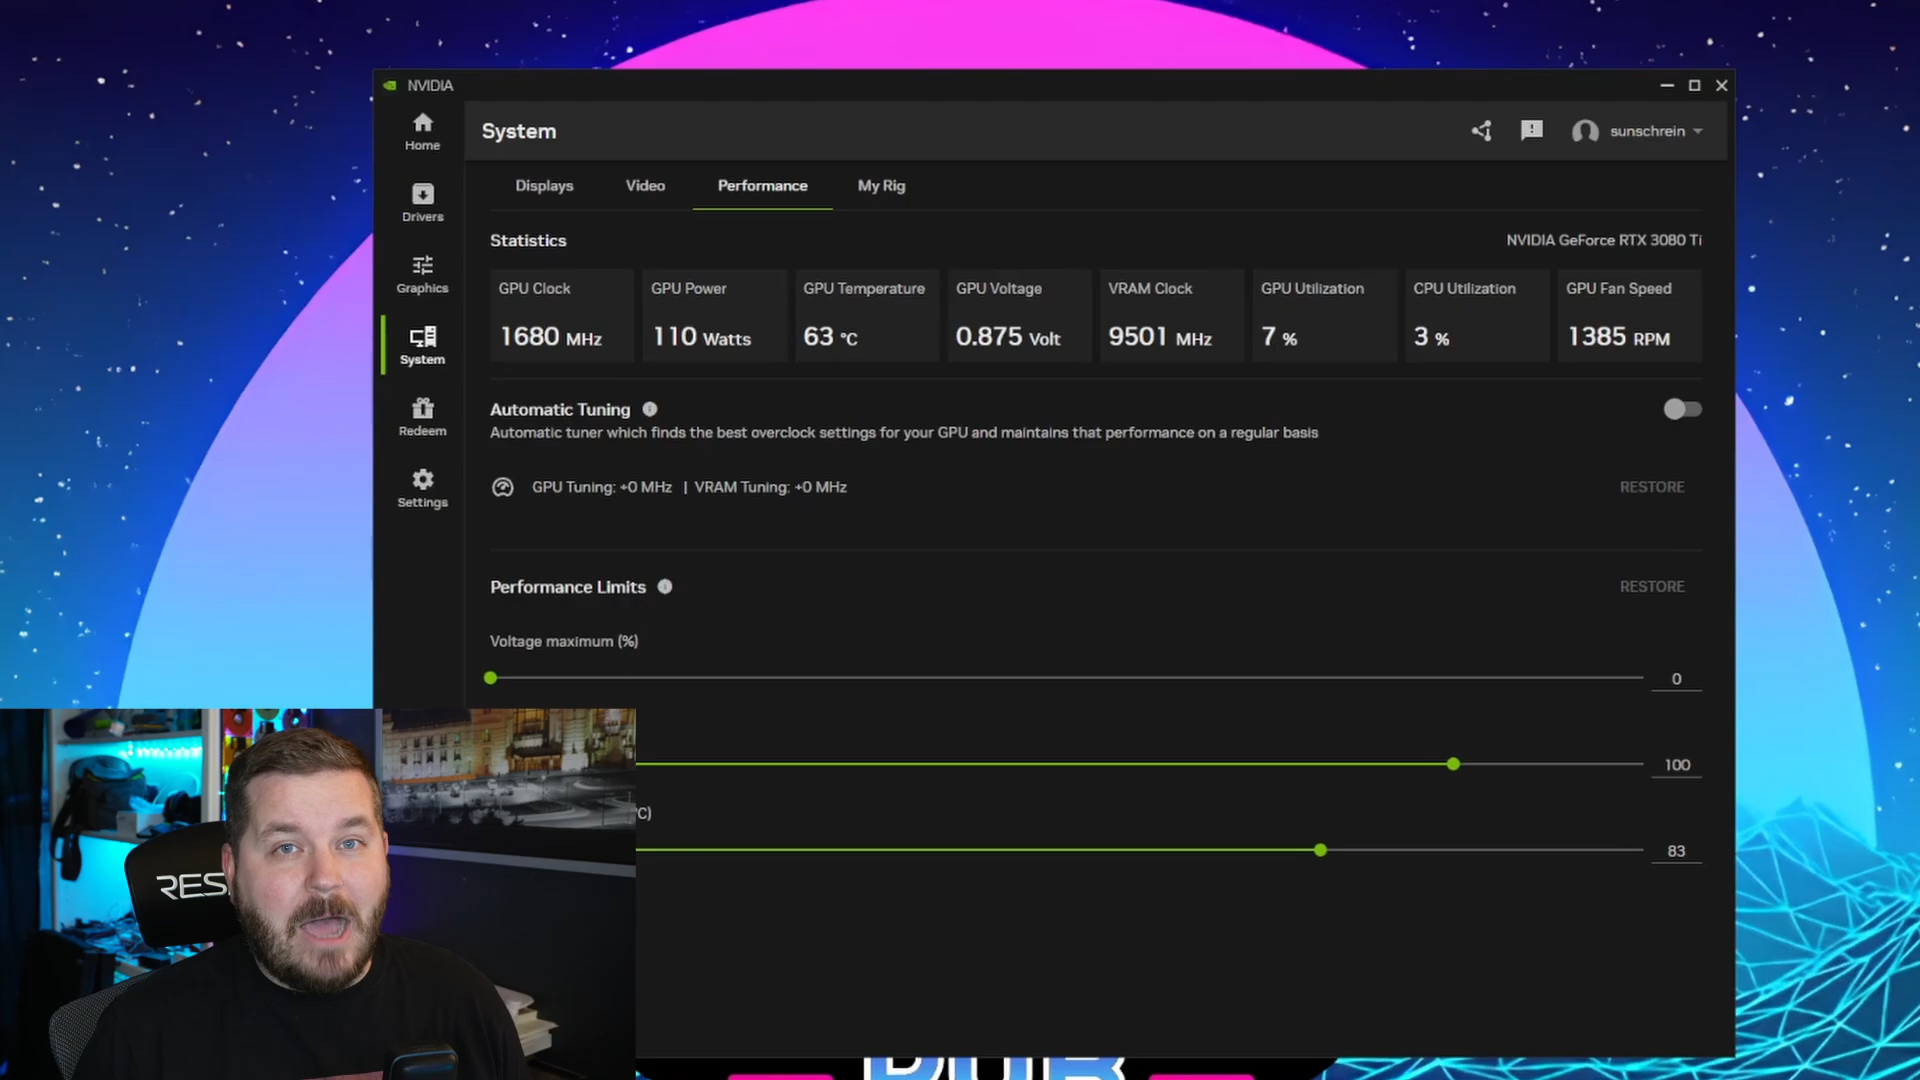 NVIDIA
Home
System
sunschrein
Drivers
Displays
Video
Performance
My Rig
Statistics
NVIDIA GeForce RTX 3080 Ti
Graphics
GPU Clock
GPU Power
GPU Temperature
GPU Voltage
VRAM Clock
GPU Utilization
CPU Utilization
GPU Fan Speed
1680 MHz
110 Watts
63 °C
0.875 Volt
9501 MHz
7 %
3 %
1385 RPM
System
Automatic Tuning
Automatic tuner which finds the best overclock settings for your GPU and maintains that performance on a regular basis
Redeem
GPU Tuning: +0 MHz | VRAM Tuning: +0 MHz
RESTORE
Settings
Performance Limits
RESTORE
Voltage maximum (%)
0
100
°C)
83
RES